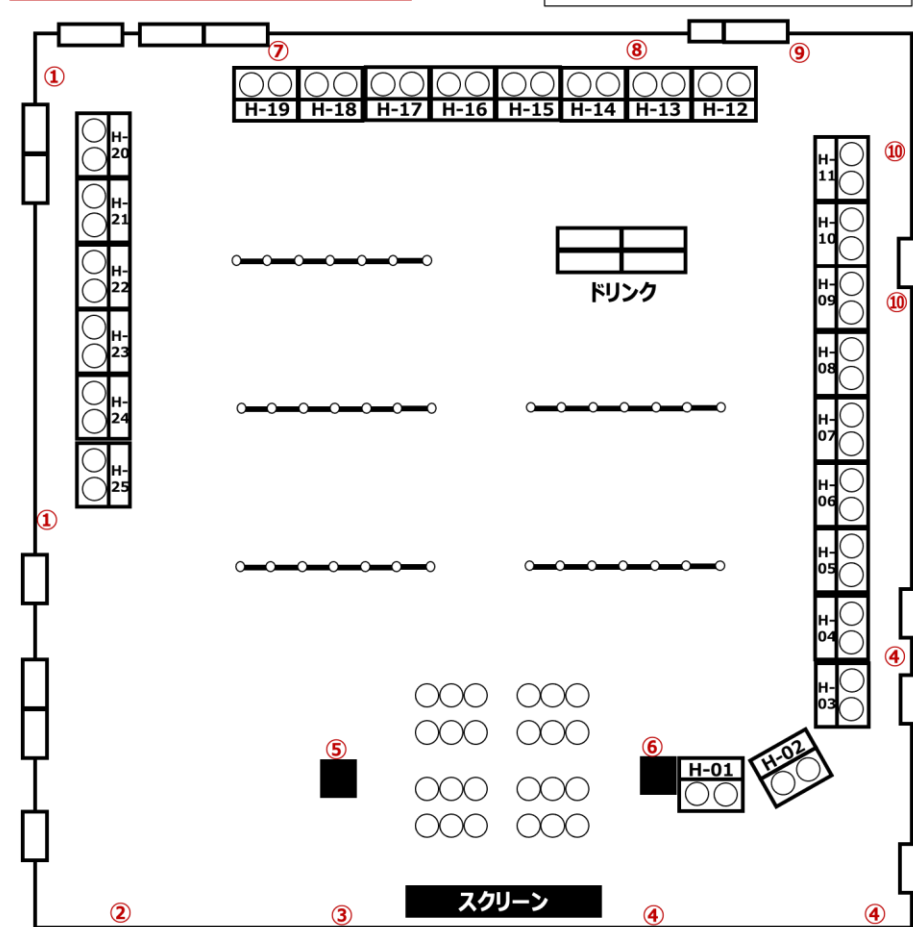 ①
⑦
⑧
⑨
H-19
H-18
H-17
H-16
H-15
H-14
H-13
H-12
H-
20
H-
21
H-
22
H-
23
H-
24
H-
25
①
⑩
H-
11
H-
10
H-
09
⑩
H-
08
H-
07
H-
06
H-
05
H-
04
④
H-
03
ドリンク
⑤
⑥
H-01
H-02
スクリーン
②
③
④
④